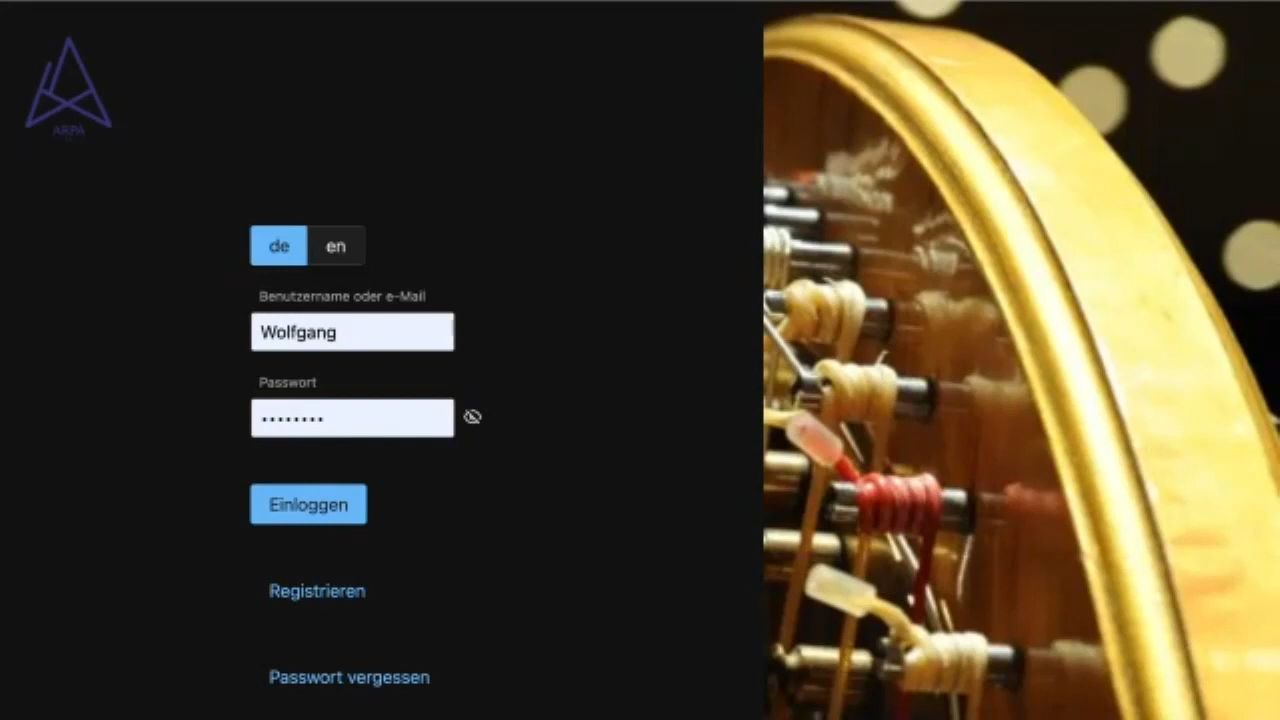 ARPA
de en
Benutzername oder e-Mail
Wolfgang
Passwort
••••••••
Einloggen
Registrieren
Passwort vergessen